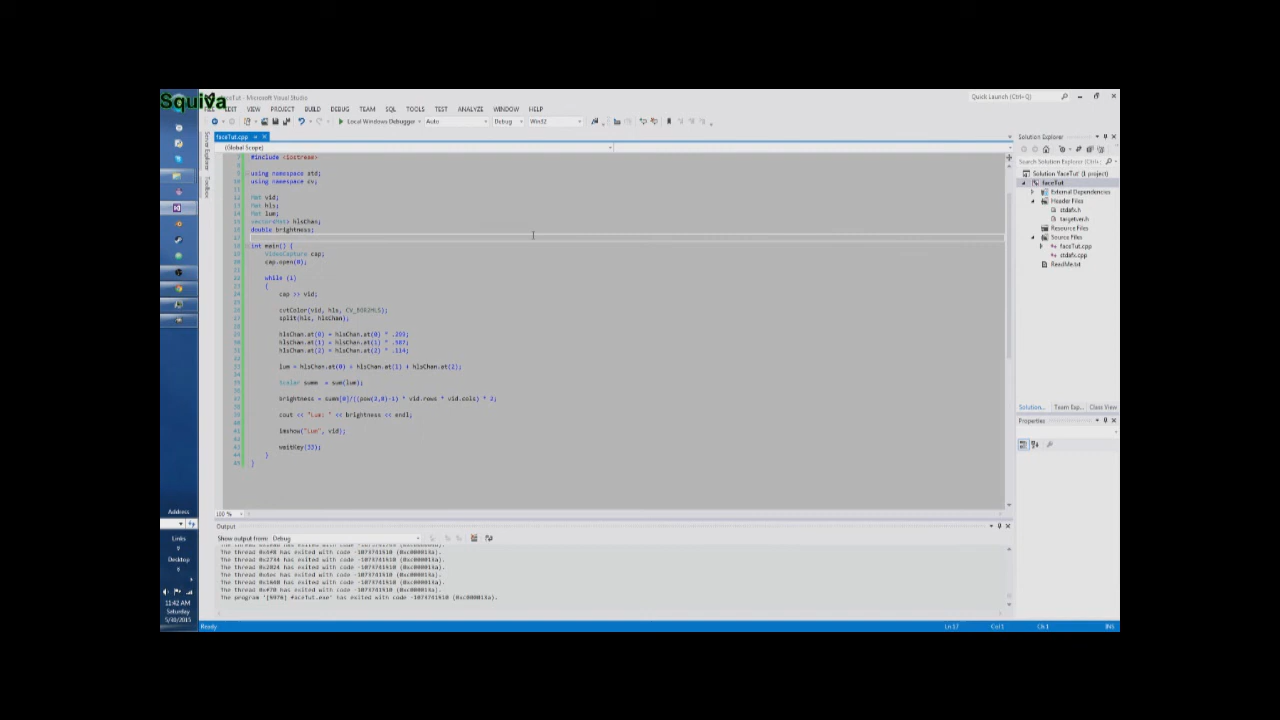 Squiva
faceTut - Microsoft Visual Studio
Quick Launch (Ctrl+Q)
EDIT VIEW PROJECT BUILD DEBUG TEAM SQL TOOLS TEST ANALYZE WINDOW HELP
Local Windows Debugger Auto Debug Win32
faceTut.cpp
(Global Scope)
#include <iostream>
using namespace std;
using namespace cv;
Mat vid;
Mat hls;
Mat lum;
vector<Mat> hlsChan;
double brightness;
int main() {
VideoCapture cap;
cap.open(0);
while (1)
{
cap >> vid;
cvtColor(vid, hls, CV_BGR2HLS);
split(hls, hlsChan);
hlsChan.at(0) = hlsChan.at(0) * .299;
hlsChan.at(1) = hlsChan.at(1) * .587;
hlsChan.at(2) = hlsChan.at(2) * .114;
lum = hlsChan.at(0) + hlsChan.at(1) + hlsChan.at(2);
Scalar summ = sum(lum);
brightness = summ[0]/((pow(2,8)-1) * vid.rows * vid.cols) * 2;
cout << "Lum: " << brightness << endl;
imshow("Lum", vid);
waitKey(33);
}
}
100 %
Output
Show output from: Debug
The thread has exited with code -1073741510 (0xc000013a).
The thread 0x2734 has exited with code -1073741510 (0xc000013a).
The thread 0x2024 has exited with code -1073741510 (0xc000013a).
The thread has exited with code -1073741510 (0xc000013a).
The thread has exited with code -1073741510 (0xc000013a).
The thread has exited with code -1073741510 (0xc000013a).
The program '[6976] faceTut.exe' has exited with code -1073741510 (0xc000013a).
Ready
Ln 17 Col 1 Ch 1 INS
Server Explorer
Toolbox
Solution Explorer
Search Solution Explorer (Ctrl+;)
Solution 'faceTut' (1 project)
faceTut
External Dependencies
Header Files
stdafx.h
targetver.h
Resource Files
Source Files
faceTut.cpp
stdafx.cpp
ReadMe.txt
Solution... Team Exp... Class View
Properties
Address
Links
Desktop
11:42 AM
Saturday
5/30/2015